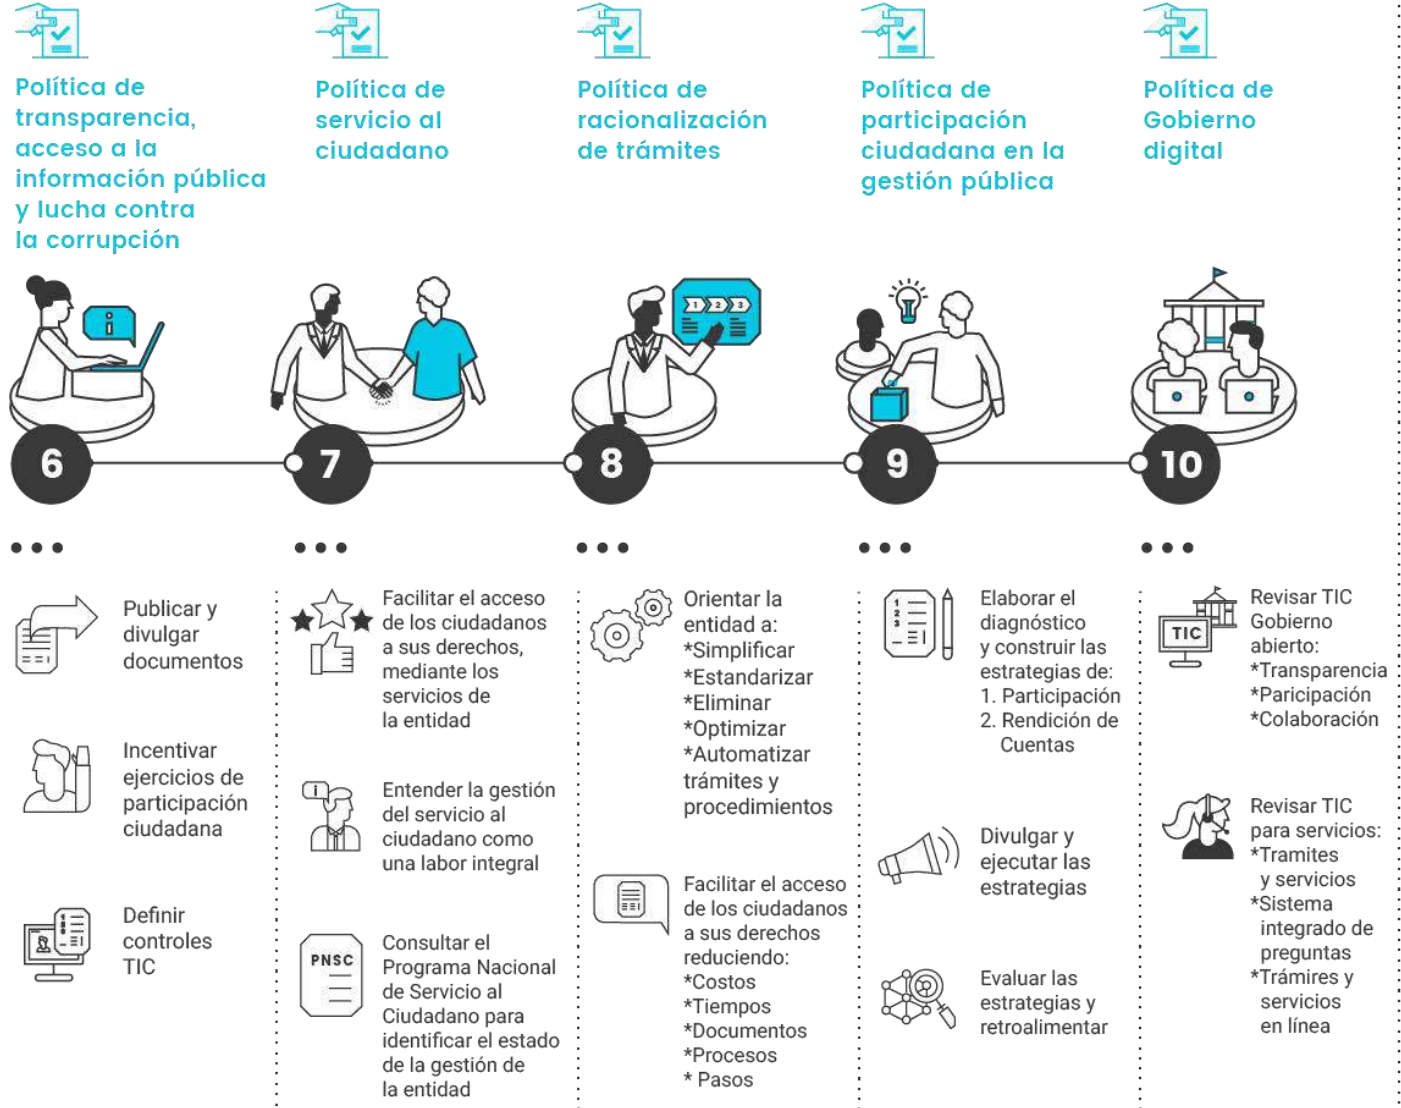 Política de
transparencia,
acceso a la
información pública
y lucha contra
la corrupción
Política de
servicio al
ciudadano
Política de
racionalización
de trámites
Política de
participación
ciudadana en la
gestión pública
Política de
Gobierno
digital
i
1 2 3
6
7
8
9
10
Publicar y
divulgar
documentos
Incentivar
ejercicios de
participación
ciudadana
Definir
controles
TIC
Facilitar el acceso
de los ciudadanos
a sus derechos,
mediante los
servicios de
la entidad
i
Entender la gestión
del servicio al
ciudadano como
una labor integral
PNSC
Consultar el
Programa Nacional
de Servicio al
Ciudadano para
identificar el estado
de la gestión de
la entidad
Orientar la
entidad a:
*Simplificar
*Estandarizar
*Eliminar
*Optimizar
*Automatizar
trámites y
procedimientos
Facilitar el acceso
de los ciudadanos
a sus derechos
reduciendo:
*Costos
*Tiempos
*Documentos
*Procesos
* Pasos
1
2
3
Elaborar el
diagnóstico
y construir las
estrategias de:
1. Participación
2. Rendición de
Cuentas
Divulgar y
ejecutar las
estrategias
Evaluar las
estrategias y
retroalimentar
TIC
Revisar TIC
Gobierno
abierto:
*Transparencia
*Paricipación
*Colaboración
Revisar TIC
para servicios:
*Tramites
y servicios
*Sistema
integrado de
preguntas
*Trámires y
servicios
en línea